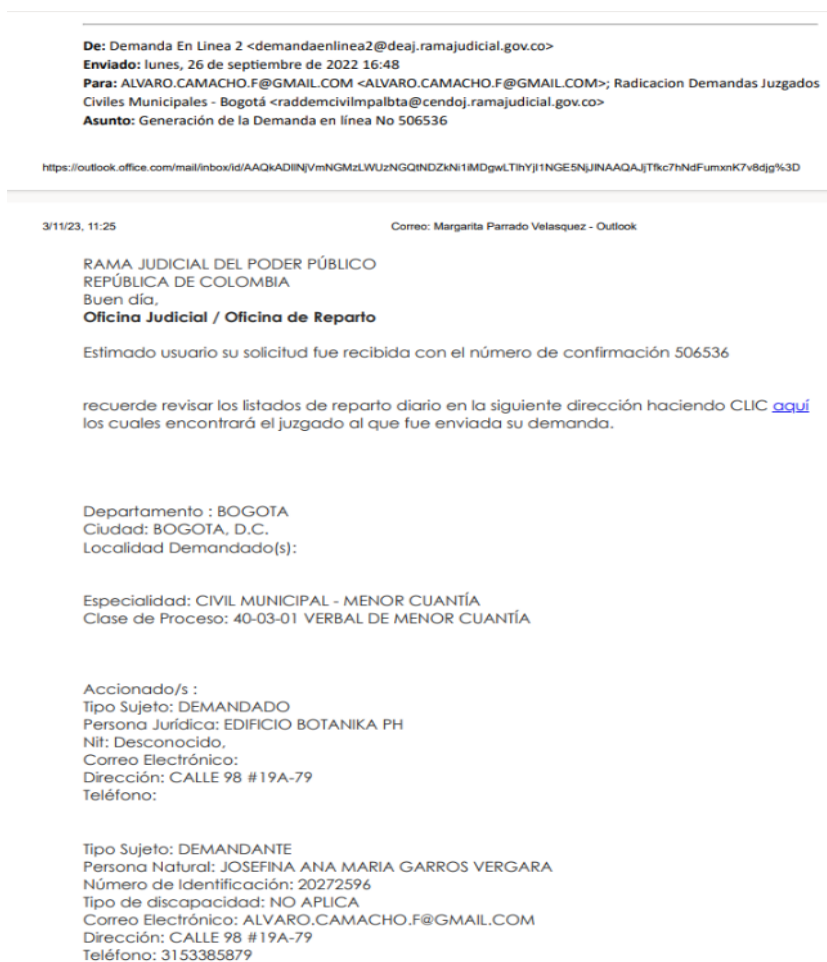 De: Demanda En Linea 2 <demandaenlinea2@deaj.ramajudicial.gov.co>
Enviado: lunes, 26 de septiembre de 2022 16:48
Para: ALVARO.CAMACHO.F@GMAIL.COM <ALVARO.CAMACHO.F@GMAIL.COM>; Radicacion Demandas Juzgados
Civiles Municipales - Bogotá <raddemcivilmpalbta@cendoj.ramajudicial.gov.co>
Asunto: Generación de la Demanda en línea No 506536
3/11/23, 11:25 Correo: Margarita Parrado Velasquez - Outlook
RAMA JUDICIAL DEL PODER PÚBLICO
REPÚBLICA DE COLOMBIA
Buen día,
Oficina Judicial / Oficina de Reparto
Estimado usuario su solicitud fue recibida con el número de confirmación 506536
recuerde revisar los listados de reparto diario en la siguiente dirección haciendo CLIC aquí
los cuales encontrará el juzgado al que fue enviada su demanda.
Departamento : BOGOTA
Ciudad: BOGOTA, D.C.
Localidad Demandado(s):
Especialidad: CIVIL MUNICIPAL - MENOR CUANTÍA
Clase de Proceso: 40-03-01 VERBAL DE MENOR CUANTÍA
Accionado/s :
Tipo Sujeto: DEMANDADO
Persona Jurídica: EDIFICIO BOTANIKA PH
Nit: Desconocido,
Correo Electrónico:
Dirección: CALLE 98 #19A-79
Teléfono:
Tipo Sujeto: DEMANDANTE
Persona Natural: JOSEFINA ANA MARIA GARROS VERGARA
Número de Identificación: 20272596
Tipo de discapacidad: NO APLICA
Correo Electrónico: ALVARO.CAMACHO.F@GMAIL.COM
Dirección: CALLE 98 #19A-79
Teléfono: 3153385879